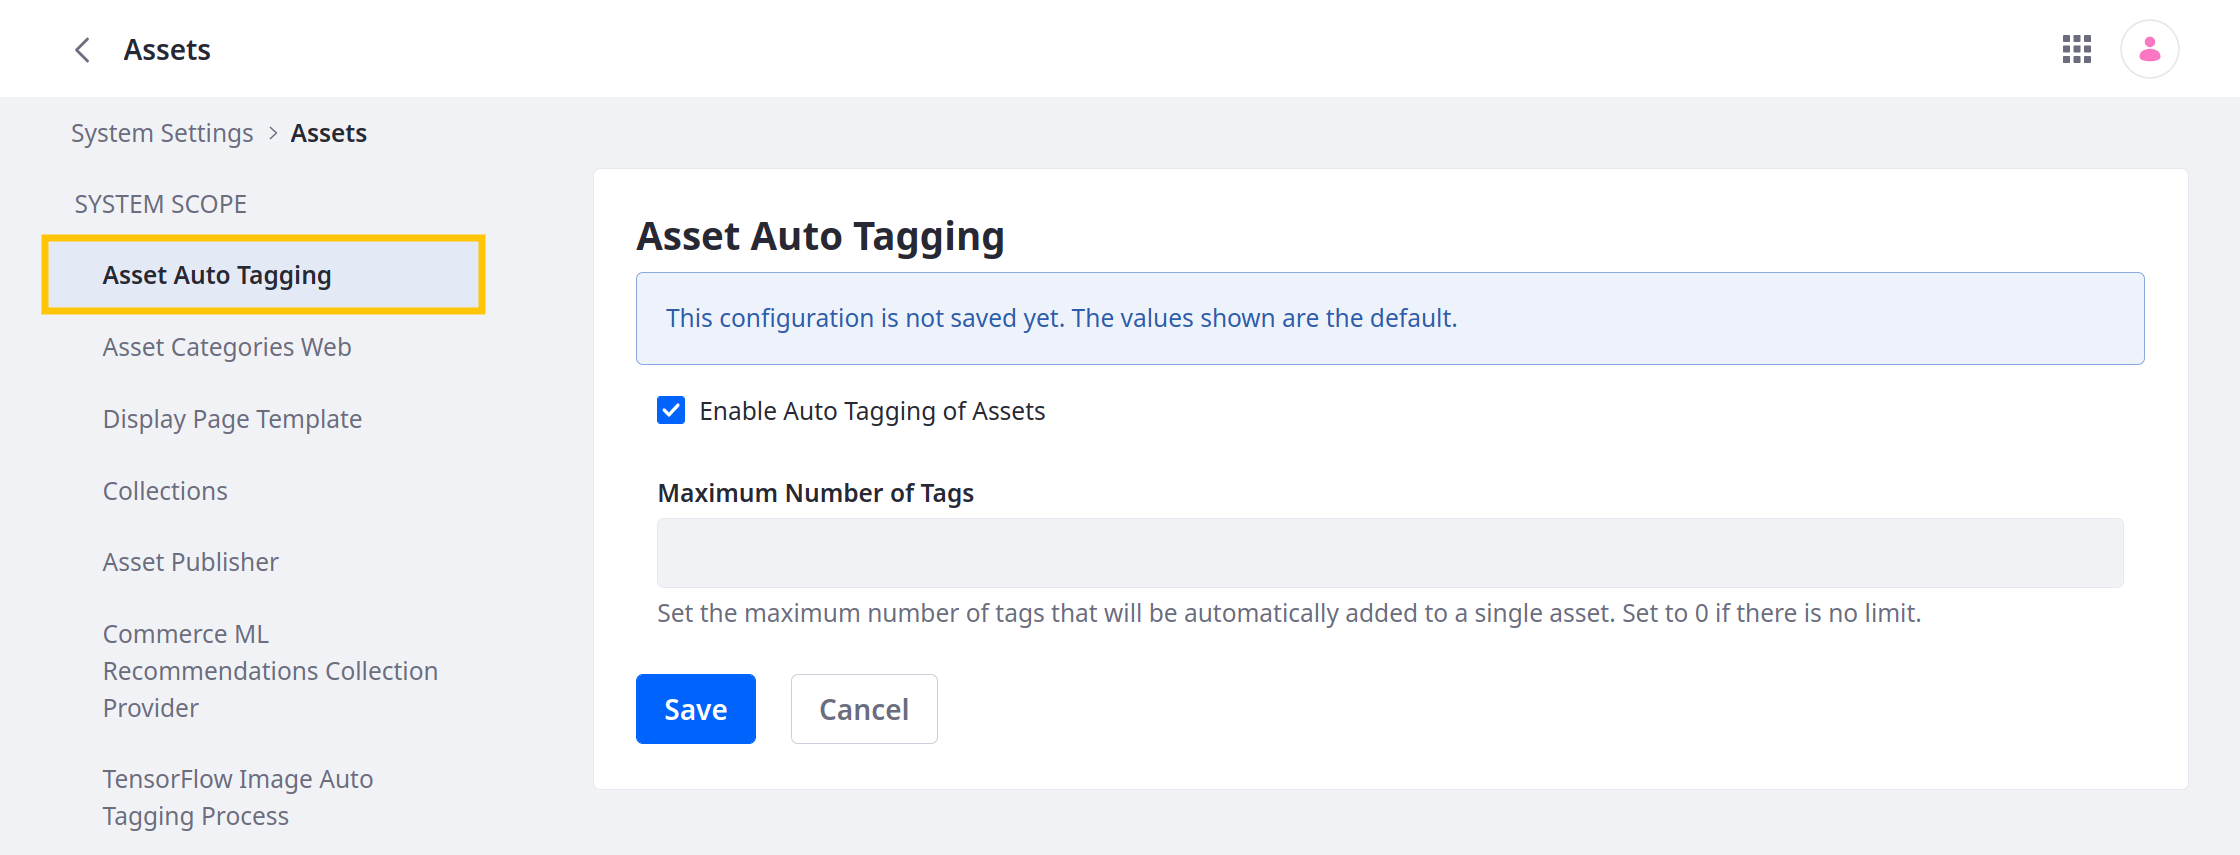 Assets
System Settings > Assets
SYSTEM SCOPE
Asset Auto Tagging
Asset Categories Web
Display Page Template
Collections
Asset Publisher
Commerce ML
Recommendations Collection
Provider
TensorFlow Image Auto
Tagging Process
Asset Auto Tagging
This configuration is not saved yet. The values shown are the default.
Enable Auto Tagging of Assets
Maximum Number of Tags
Set the maximum number of tags that will be automatically added to a single asset. Set to 0 if there is no limit.
Save
Cancel